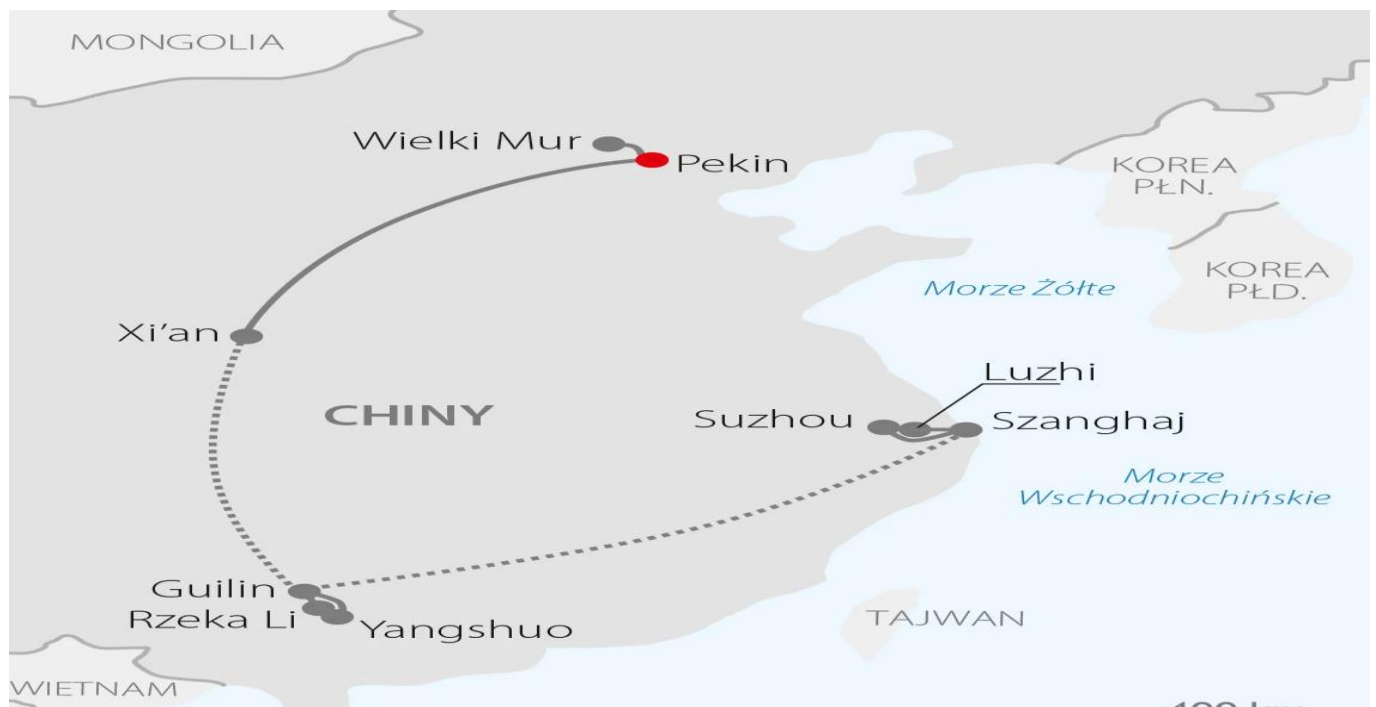 MONGOLIA
Wielki Mur
Pekin
KOREA
PŁN.
KOREA
PŁD.
Morze Żółte
Xi'an
Luzhi
CHINY
Suzhou
Szanghaj
Morze
Wschodniochińskie
Guilin
Rzeka Li
Yangshuo
TAJWAN
WIETNAM